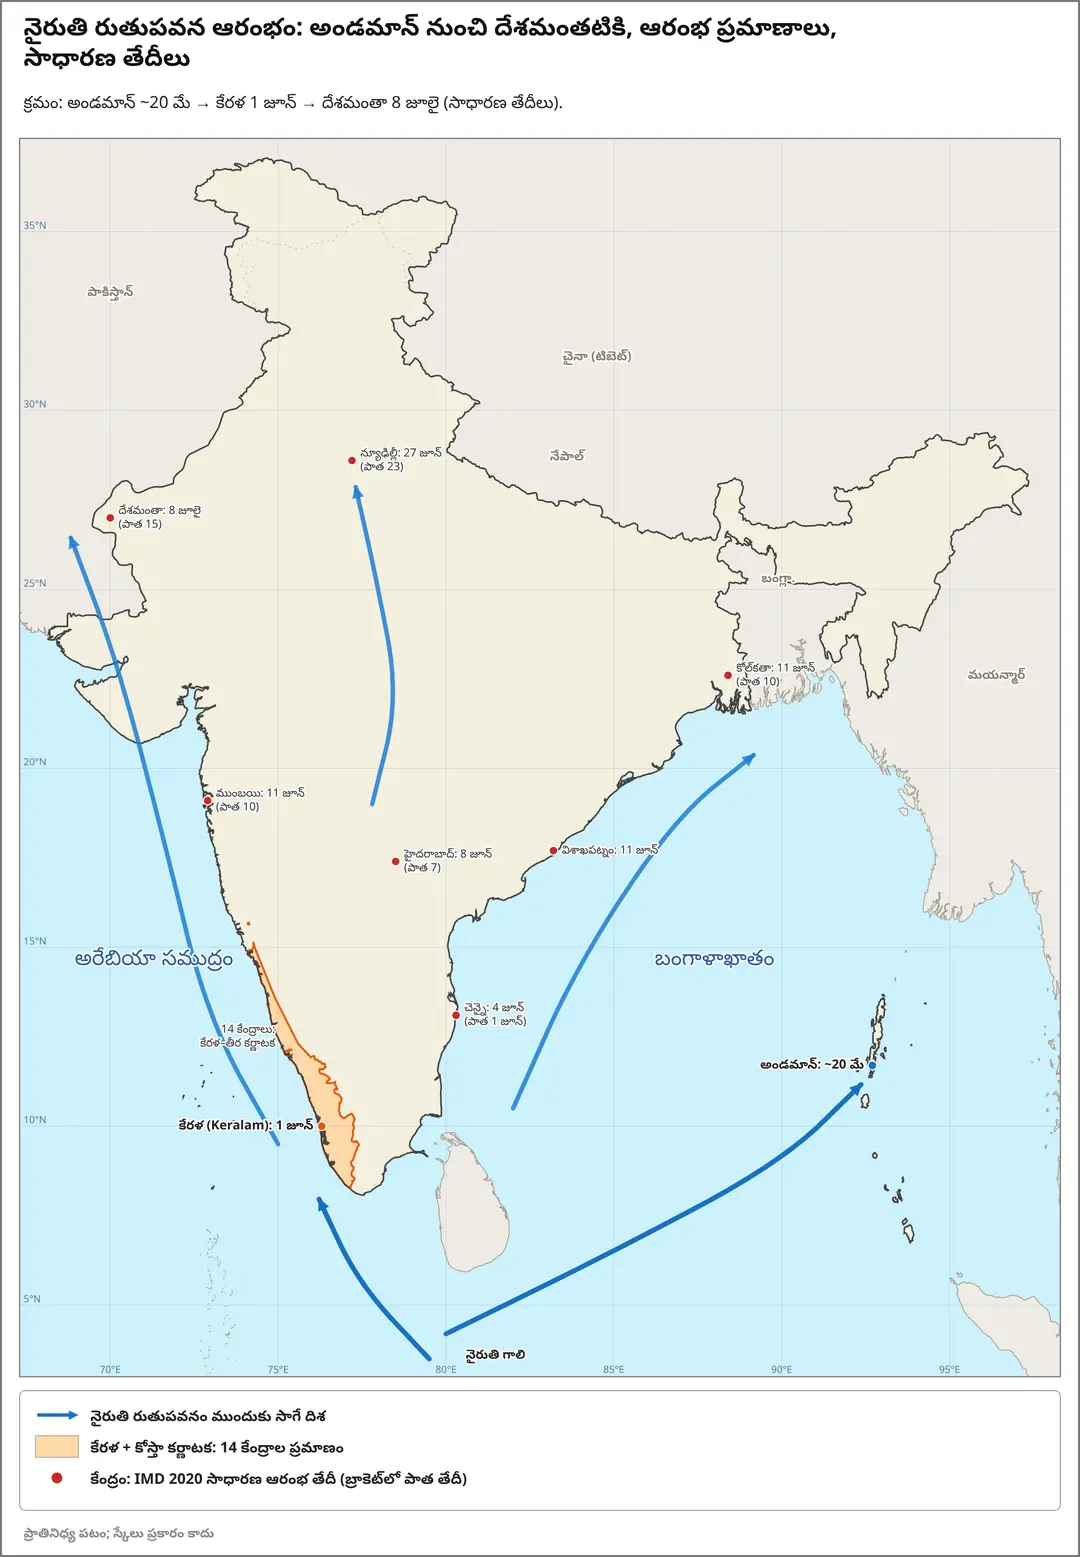 నైరుతి రుతుపవన ఆరంభం: అండమాన్ నుంచి దేశమంతటికి, ఆరంభ ప్రమాణాలు,
సాధారణ తేదీలు
క్రమం: అండమాన్ ~20 మే → కేరళ 1 జూన్ → దేశమంతా 8 జూలై (సాధారణ తేదీలు).
35°N
పాకిస్తాన్
చైనా (టిబెట్)
30°N
న్యూఢిల్లీ: 27 జూన్
(పాత 23)
నేపాల్
దేశమంతా: 8 జూలై
(పాత 15)
25°N
బంగ్లా.
కోల్‌కతా: 11 జూన్
(పాత 10)
మయన్మార్
20°N
ముంబయి: 11 జూన్
(పాత 10)
హైదరాబాద్: 8 జూన్
(పాత 7)
విశాఖపట్నం: 11 జూన్
15°N
అరేబియా సముద్రం
బంగాళాఖాతం
చెన్నై: 4 జూన్
(పాత 1 జూన్)
14 కేంద్రాలు:
కేరళ–తీర కర్ణాటక
అండమాన్: ~20 మే
10°N
కేరళ (Keralam): 1 జూన్
5°N
నైరుతి గాలి
70°E
75°E
80°E
85°E
90°E
95°E
నైరుతి రుతుపవనం ముందుకు సాగే దిశ
కేరళ + కోస్తా కర్ణాటక: 14 కేంద్రాల ప్రమాణం
కేంద్రం: IMD 2020 సాధారణ ఆరంభ తేదీ (బ్రాకెట్‌లో పాత తేదీ)
ప్రాతినిధ్య పటం; స్కేలు ప్రకారం కాదు